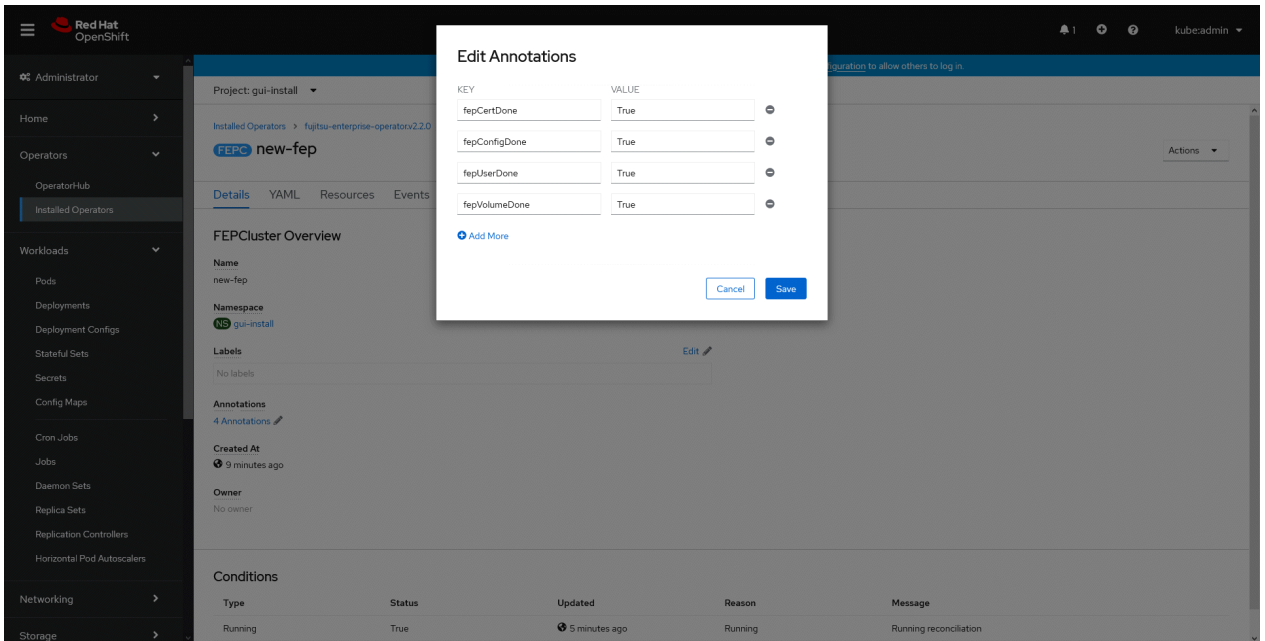 Red Hat
OpenShift
1
kube:admin
Administrator
Home
Operators
OperatorHub
Installed Operators
Workloads
Pods
Deployments
Deployment Configs
Stateful Sets
Secrets
Config Maps
Cron Jobs
Jobs
Daemon Sets
Replica Sets
Replication Controllers
Horizontal Pod Autoscalers
Networking
Storage
figuration to allow others to log in.
Project: gui-install
Installed Operators > fujitsu-enterprise-operator.v2.2.0
FEPC new-fep
Actions
Details YAML Resources Events
FEPCluster Overview
Name
new-fep
Namespace
NS gui-install
Labels
Edit
No labels
Annotations
4 Annotations
Created At
9 minutes ago
Owner
No owner
Conditions
Type Status Updated Reason Message
Running True 5 minutes ago Running Running reconciliation
Edit Annotations
KEY VALUE
fepCertDone True
fepConfigDone True
fepUserDone True
fepVolumeDone True
Add More
Cancel Save